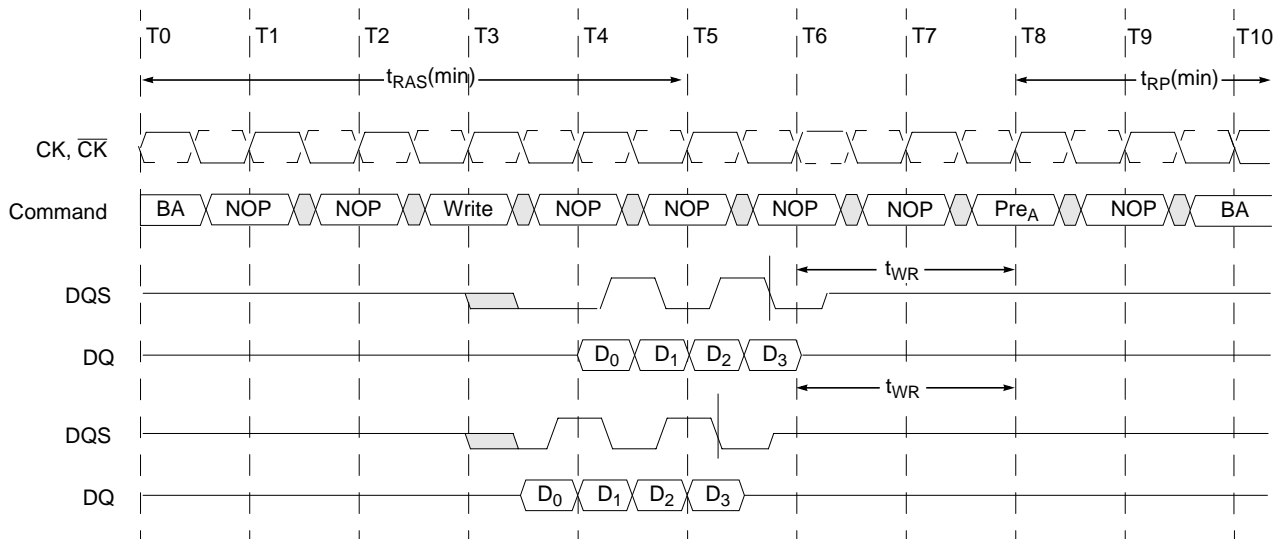 T0 T1 T2 T3 T4 T5 T6 T7 T8 T9 T10
tRAS(min) tRP(min)
CK, C̅K̅
Command BA NOP NOP Write NOP NOP NOP NOP PreA NOP BA
tWR
DQS
DQ D0 D1 D2 D3
tWR
DQS
DQ D0 D1 D2 D3